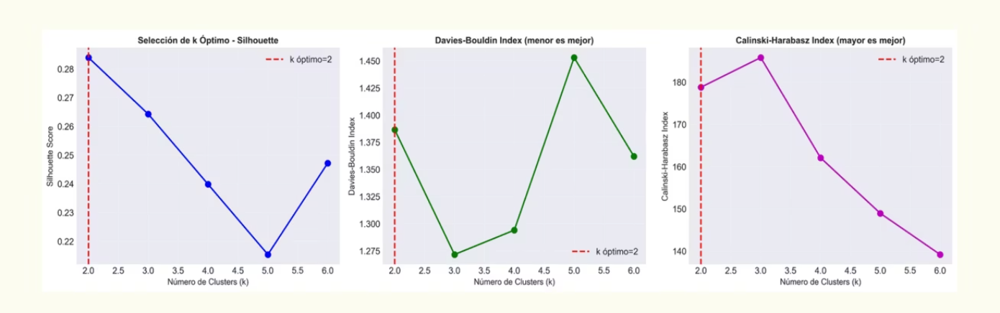 Selección de k Óptimo - Silhouette
k óptimo=2
Silhouette Score
0.28
0.27
0.26
0.25
0.24
0.23
0.22
2.0 2.5 3.0 3.5 4.0 4.5 5.0 5.5 6.0
Número de Clusters (k)
Davies-Bouldin Index (menor es mejor)
Davies-Bouldin Index
1.450
1.425
1.400
1.375
1.350
1.325
1.300
1.275
k óptimo=2
2.0 2.5 3.0 3.5 4.0 4.5 5.0 5.5 6.0
Número de Clusters (k)
Calinski-Harabasz Index (mayor es mejor)
k óptimo=2
Calinski-Harabasz Index
180
170
160
150
140
2.0 2.5 3.0 3.5 4.0 4.5 5.0 5.5 6.0
Número de Clusters (k)